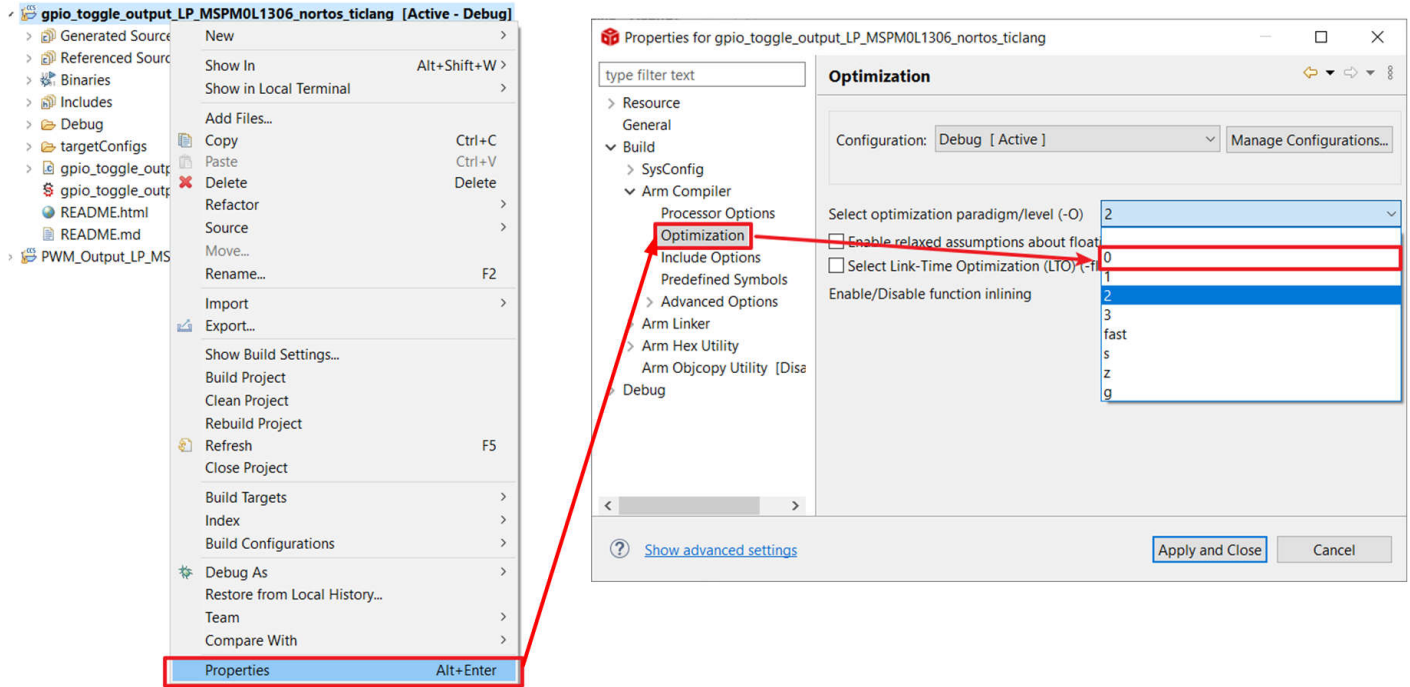 gpio_toggle_output_LP_MSPM0L1306_nortos_ticlang [Active - Debug]
Generated Source
Referenced Sourc
Binaries
Includes
Debug
targetConfigs
gpio_toggle_outp
gpio_toggle_outp
README.html
README.md
PWM_Output_LP_MS
New
Show In Alt+Shift+W
Show in Local Terminal
Add Files...
Copy Ctrl+C
Paste Ctrl+V
Delete Delete
Refactor
Source
Move...
Rename... F2
Import
Export...
Show Build Settings...
Build Project
Clean Project
Rebuild Project
Refresh F5
Close Project
Build Targets
Index
Build Configurations
Debug As
Restore from Local History...
Team
Compare With
Properties Alt+Enter
Properties for gpio_toggle_output_LP_MSPM0L1306_nortos_ticlang
type filter text
Resource
General
Build
SysConfig
Arm Compiler
Processor Options
Optimization
Include Options
Predefined Symbols
Advanced Options
Arm Linker
Arm Hex Utility
Arm Objcopy Utility [Disa
Debug
Optimization
Configuration: Debug [ Active ] Manage Configurations...
Select optimization paradigm/level (-O) 2
Enable relaxed assumptions about floati
Select Link-Time Optimization (LTO) (-fl
Enable/Disable function inlining
0
1
2
3
fast
s
z
g
Show advanced settings
Apply and Close Cancel